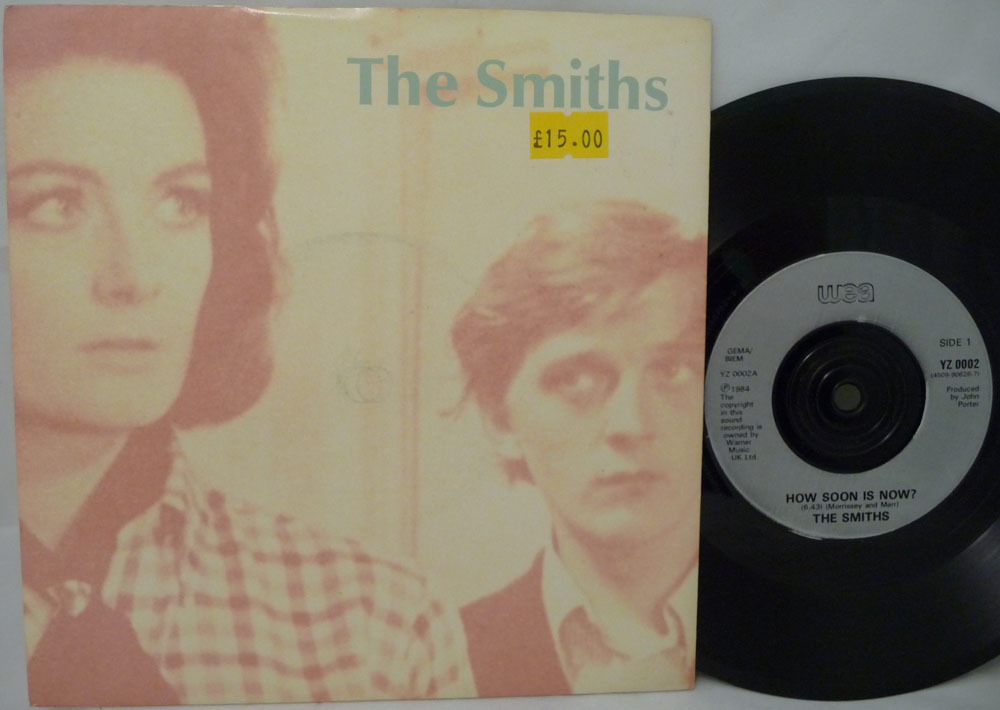 The Smiths
£15.00
wea
SIDE 1
GEMA/
BIEM
YZ 0002
(4509-90626-7)
YZ 0002A
℗ 1984
The
copyright
in this
sound
recording is
owned by
Warner
Music
UK Ltd.
Produced
by John
Porter
HOW SOON IS NOW?
(6.43) (Morrissey and Marr)
THE SMITHS